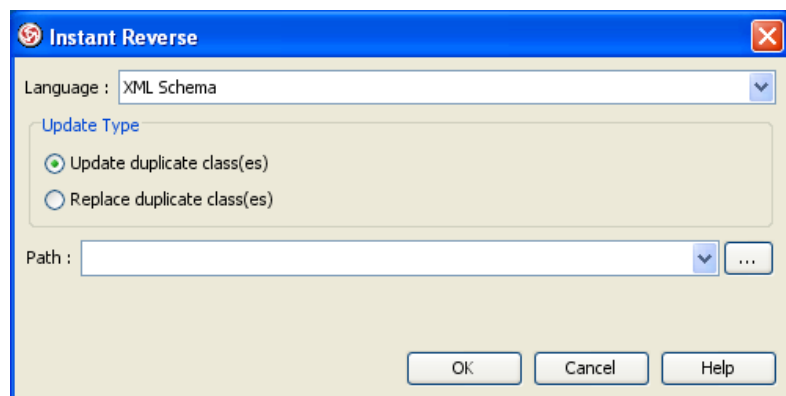 Instant Reverse
Language : XML Schema
Update Type
Update duplicate class(es)
Replace duplicate class(es)
Path : ...
OK Cancel Help